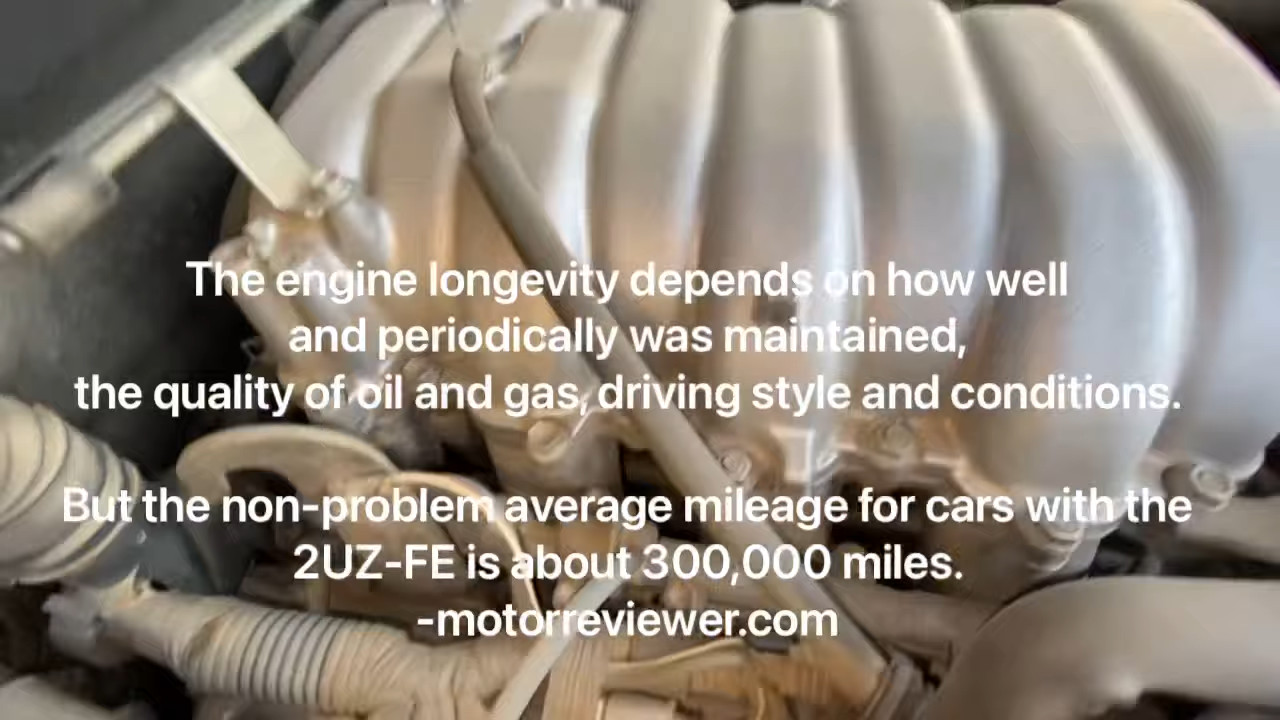 The engine longevity depends on how well
and periodically was maintained,
the quality of oil and gas, driving style and conditions.
But the non-problem average mileage for cars with the
2UZ-FE is about 300,000 miles.
-motorreviewer.com